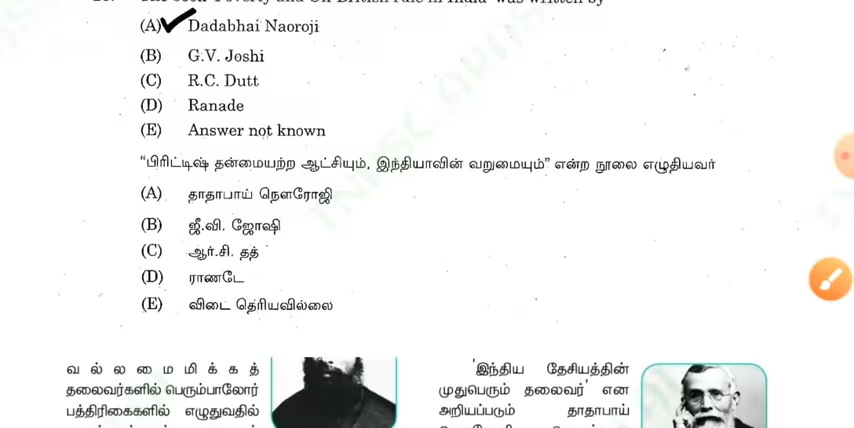 (A) Dadabhai Naoroji
(B) G.V. Joshi
(C) R.C. Dutt
(D) Ranade
(E) Answer not known
“பிரிட்டிஷ் தன்மையற்ற ஆட்சியும், இந்தியாவின் வறுமையும்” என்ற நூலை எழுதியவர்
(A) தாதாபாய் நௌரோஜி
(B) ஜீ.வி. ஜோஷி
(C) ஆர்.சி. தத்
(D) ராணடே
(E) விடை தெரியவில்லை
வ ல் ல மை மி க் க த்
தலைவர்களில் பெரும்பாலோர்
பத்திரிகைகளில் எழுதுவதில்
'இந்திய தேசியத்தின்
முதுபெரும் தலைவர்' என
அறியப்படும் தாதாபாய்